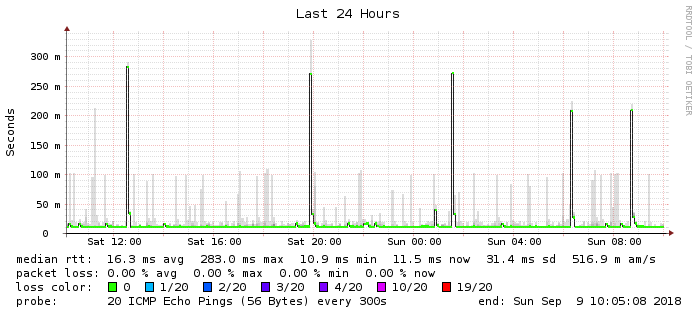 Last 24 Hours
RRDTOOL / TOBI OETIKER
Seconds
300 m
250 m
200 m
150 m
100 m
50 m
0
Sat 12:00 Sat 16:00 Sat 20:00 Sun 00:00 Sun 04:00 Sun 08:00
median rtt: 16.3 ms avg 283.0 ms max 10.9 ms min 11.5 ms now 31.4 ms sd 516.9 m am/s
packet loss: 0.00 % avg 0.00 % max 0.00 % min 0.00 % now
loss color: 0 1/20 2/20 3/20 4/20 10/20 19/20
probe: 20 ICMP Echo Pings (56 Bytes) every 300s end: Sun Sep 9 10:05:08 2018